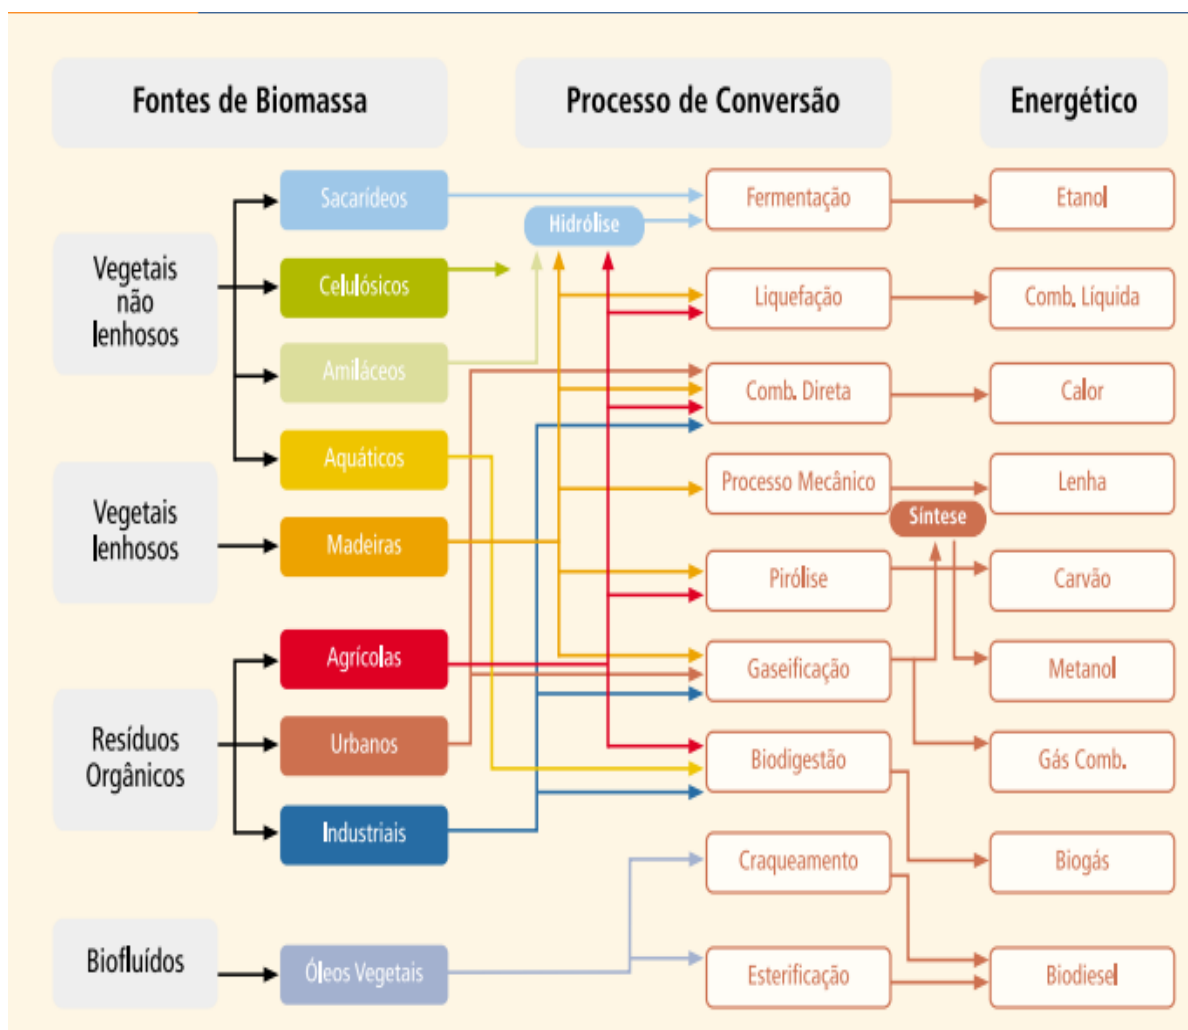 Fontes de Biomassa
Processo de Conversão
Energético
Vegetais
não
lenhosos
Vegetais
lenhosos
Resíduos
Orgânicos
Biofluídos
Sacarídeos
Celulósicos
Amiláceos
Aquáticos
Madeiras
Agrícolas
Urbanos
Industriais
Óleos Vegetais
Hidrólise
Fermentação
Liquefação
Comb. Direta
Processo Mecânico
Pirólise
Gaseificação
Biodigestão
Craqueamento
Esterificação
Síntese
Etanol
Comb. Líquida
Calor
Lenha
Carvão
Metanol
Gás Comb.
Biogás
Biodiesel